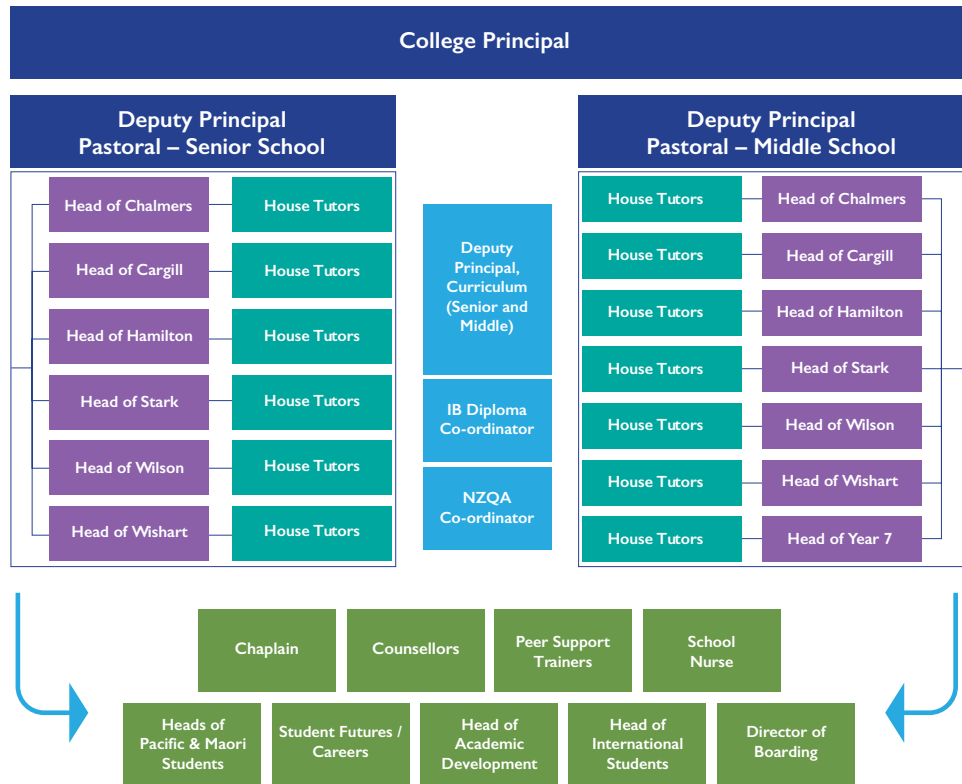 College Principal
Deputy Principal
Pastoral – Senior School
Head of Chalmers
House Tutors
Head of Cargill
House Tutors
Head of Hamilton
House Tutors
Head of Stark
House Tutors
Head of Wilson
House Tutors
Head of Wishart
House Tutors
Deputy
Principal,
Curriculum
(Senior and
Middle)
IB Diploma
Co-ordinator
NZQA
Co-ordinator
Deputy Principal
Pastoral – Middle School
House Tutors
Head of Chalmers
House Tutors
Head of Cargill
House Tutors
Head of Hamilton
House Tutors
Head of Stark
House Tutors
Head of Wilson
House Tutors
Head of Wishart
House Tutors
Head of Year 7
Chaplain
Counsellors
Peer Support
Trainers
School
Nurse
Heads of
Pacific & Maori
Students
Student Futures /
Careers
Head of
Academic
Development
Head of
International
Students
Director of
Boarding